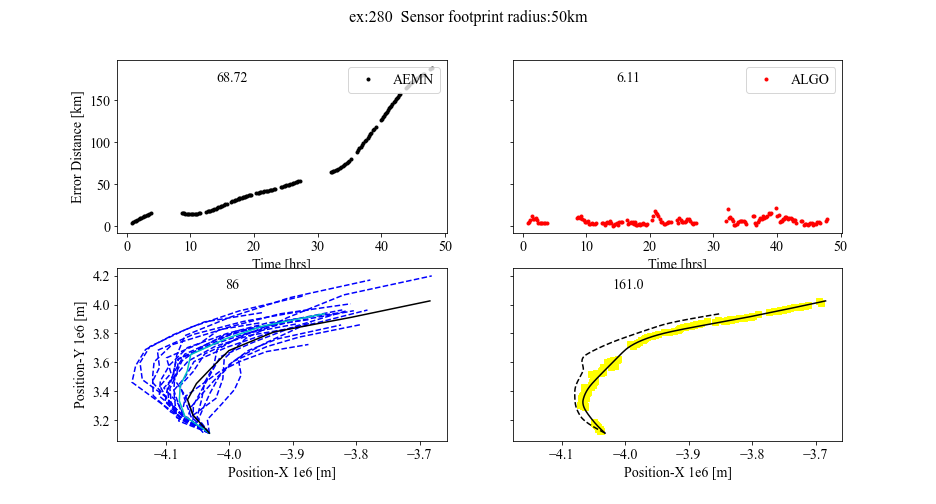 ex:280 Sensor footprint radius:50km
68.72
AEMN
6.11
ALGO
Error Distance [km]
150
100
50
0
0 10 20 30 40 50
Time [hrs]
0 10 20 30 40 50
Time [hrs]
86
161.0
Position-Y 1e6 [m]
4.2
4.0
3.8
3.6
3.4
3.2
−4.1 −4.0 −3.9 −3.8 −3.7
Position-X 1e6 [m]
−4.1 −4.0 −3.9 −3.8 −3.7
Position-X 1e6 [m]